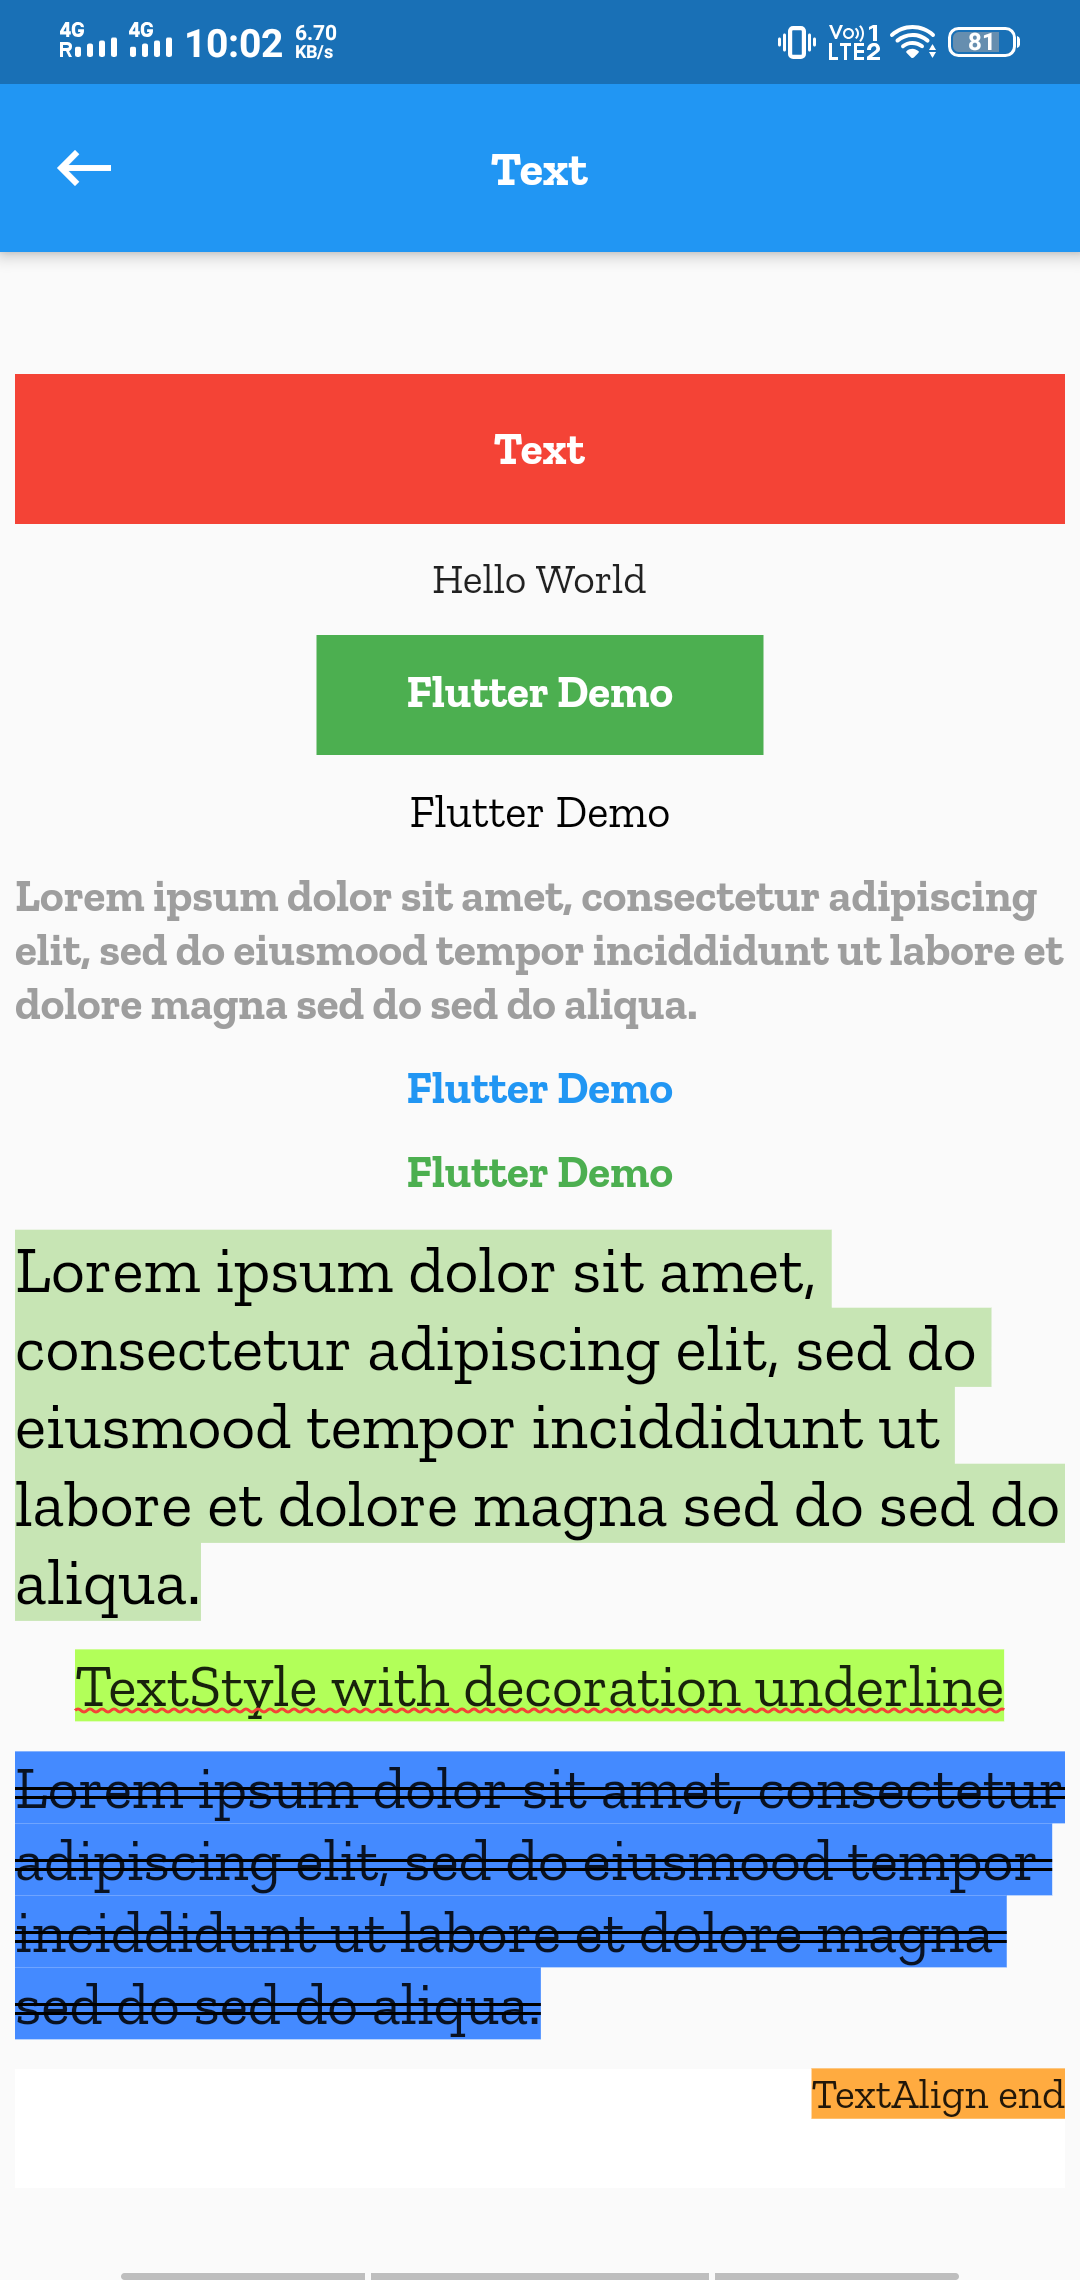 4G 4G R 10:02 6.70 KB/s Vo)) 1 LTE2 81
Text
Text
Hello World
Flutter Demo
Flutter Demo
Lorem ipsum dolor sit amet, consectetur adipiscing
elit, sed do eiusmood tempor inciddidunt ut labore et
dolore magna sed do sed do aliqua.
Flutter Demo
Flutter Demo
Lorem ipsum dolor sit amet,
consectetur adipiscing elit, sed do
eiusmood tempor inciddidunt ut
labore et dolore magna sed do sed do
aliqua.
TextStyle with decoration underline
Lorem ipsum dolor sit amet, consectetur
adipiscing elit, sed do eiusmood tempor
inciddidunt ut labore et dolore magna
sed do sed do aliqua.
TextAlign end